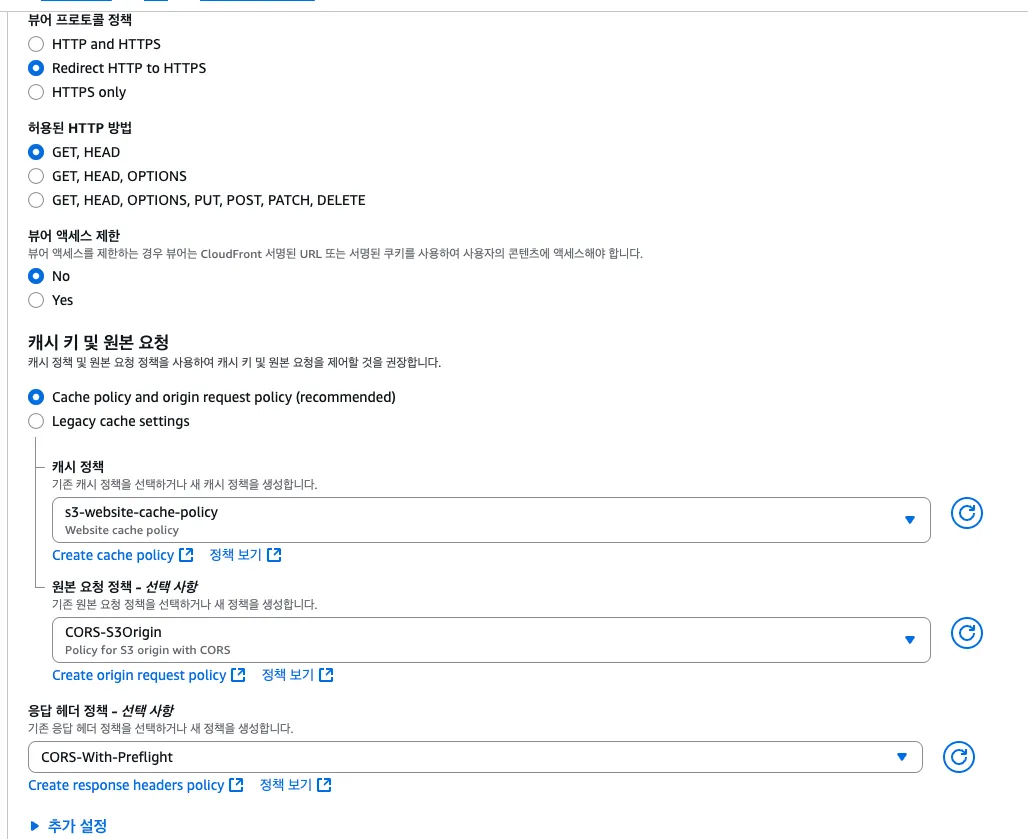 뷰어 프로토콜 정책
HTTP and HTTPS
Redirect HTTP to HTTPS
HTTPS only
허용된 HTTP 방법
GET, HEAD
GET, HEAD, OPTIONS
GET, HEAD, OPTIONS, PUT, POST, PATCH, DELETE
뷰어 액세스 제한
뷰어 액세스를 제한하는 경우 뷰어는 CloudFront 서명된 URL 또는 서명된 쿠키를 사용하여 사용자의 콘텐츠에 액세스해야 합니다.
No
Yes
캐시 키 및 원본 요청
캐시 정책 및 원본 요청 정책을 사용하여 캐시 키 및 원본 요청을 제어할 것을 권장합니다.
Cache policy and origin request policy (recommended)
Legacy cache settings
캐시 정책
기존 캐시 정책을 선택하거나 새 캐시 정책을 생성합니다.
s3-website-cache-policy
Website cache policy
Create cache policy 정책 보기
원본 요청 정책 - 선택 사항
기존 원본 요청 정책을 선택하거나 새 정책을 생성합니다.
CORS-S3Origin
Policy for S3 origin with CORS
Create origin request policy 정책 보기
응답 헤더 정책 - 선택 사항
기존 응답 헤더 정책을 선택하거나 새 정책을 생성합니다.
CORS-With-Preflight
Create response headers policy 정책 보기
추가 설정